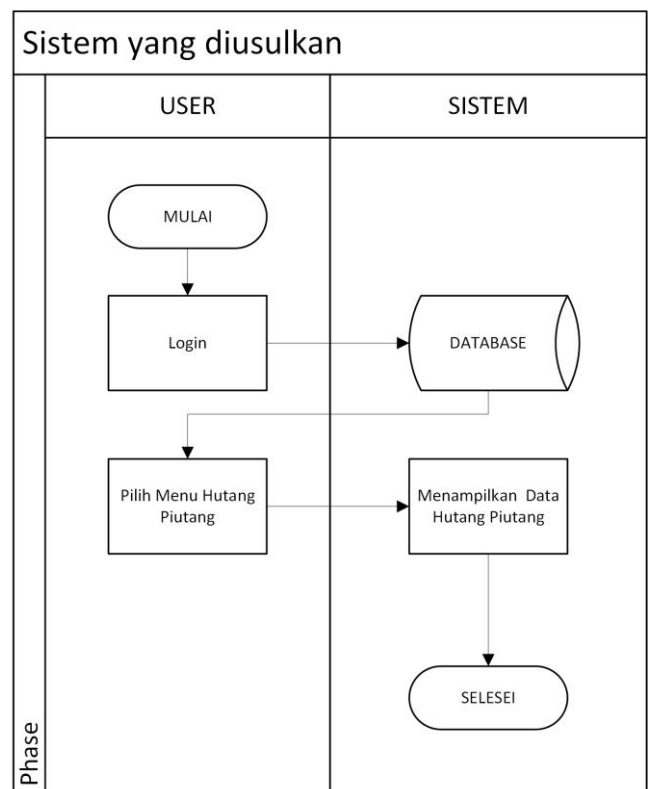 Sistem yang diusulkan
USER
SISTEM
MULAI
Login
DATABASE
Pilih Menu Hutang
Piutang
Menampilkan Data
Hutang Piutang
SELESEI
Phase